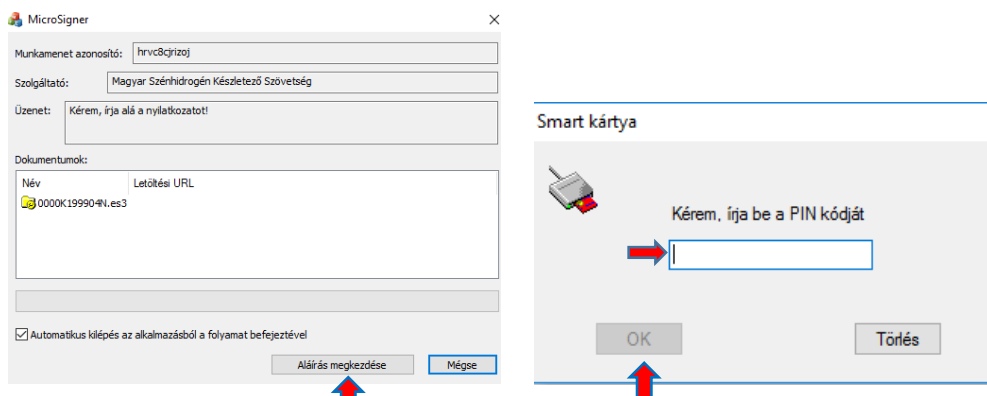 MicroSigner
Munkamenet azonosító: hrvc8cjrizoj
Szolgáltató: Magyar Szénhidrogén Készletező Szövetség
Üzenet: Kérem, írja alá a nyilatkozatot!
Dokumentumok:
Név Letöltési URL
0000K199904N.es3
Automatikus kilépés az alkalmazásból a folyamat befejeztével
Aláírás megkezdése Mégse
Smart kártya
Kérem, írja be a PIN kódját
OK Törlés